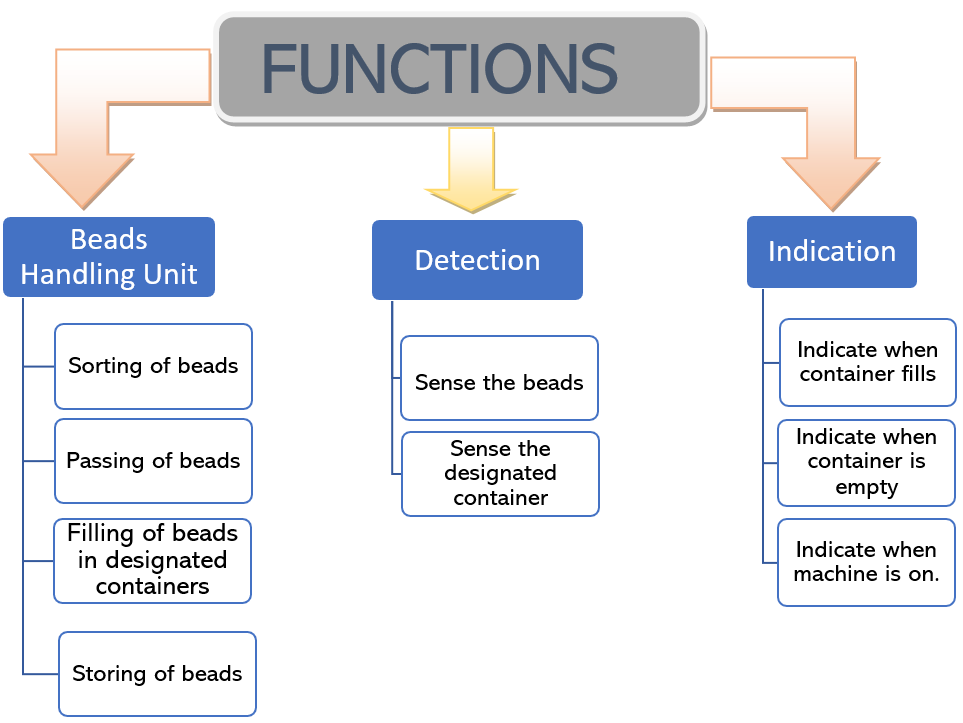 FUNCTIONS
Beads
Handling Unit
Sorting of beads
Passing of beads
Filling of beads
in designated
containers
Storing of beads
Detection
Sense the beads
Sense the
designated
container
Indication
Indicate when
container fills
Indicate when
container is
empty
Indicate when
machine is on.